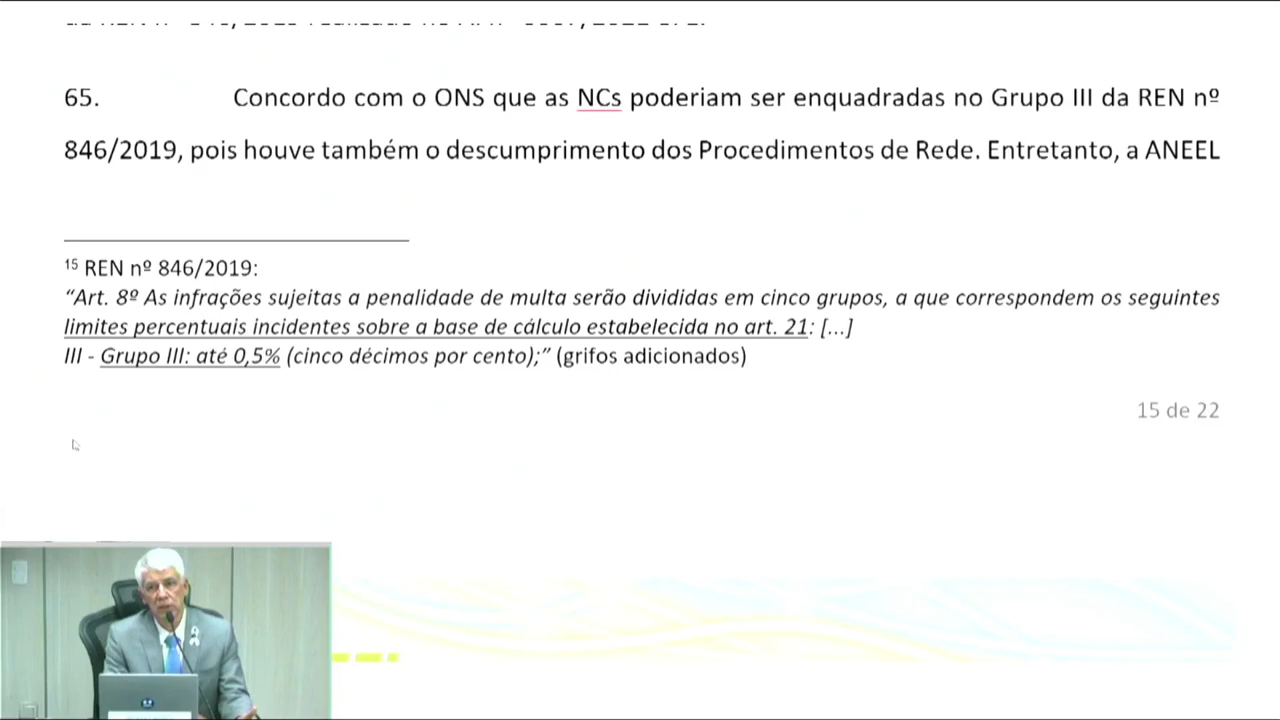 65. Concordo com o ONS que as NCs poderiam ser enquadradas no Grupo III da REN nº
846/2019, pois houve também o descumprimento dos Procedimentos de Rede. Entretanto, a ANEEL
15 REN nº 846/2019:
“Art. 8º As infrações sujeitas a penalidade de multa serão divididas em cinco grupos, a que correspondem os seguintes
limites percentuais incidentes sobre a base de cálculo estabelecida no art. 21: [...]
III - Grupo III: até 0,5% (cinco décimos por cento);” (grifos adicionados)
15 de 22